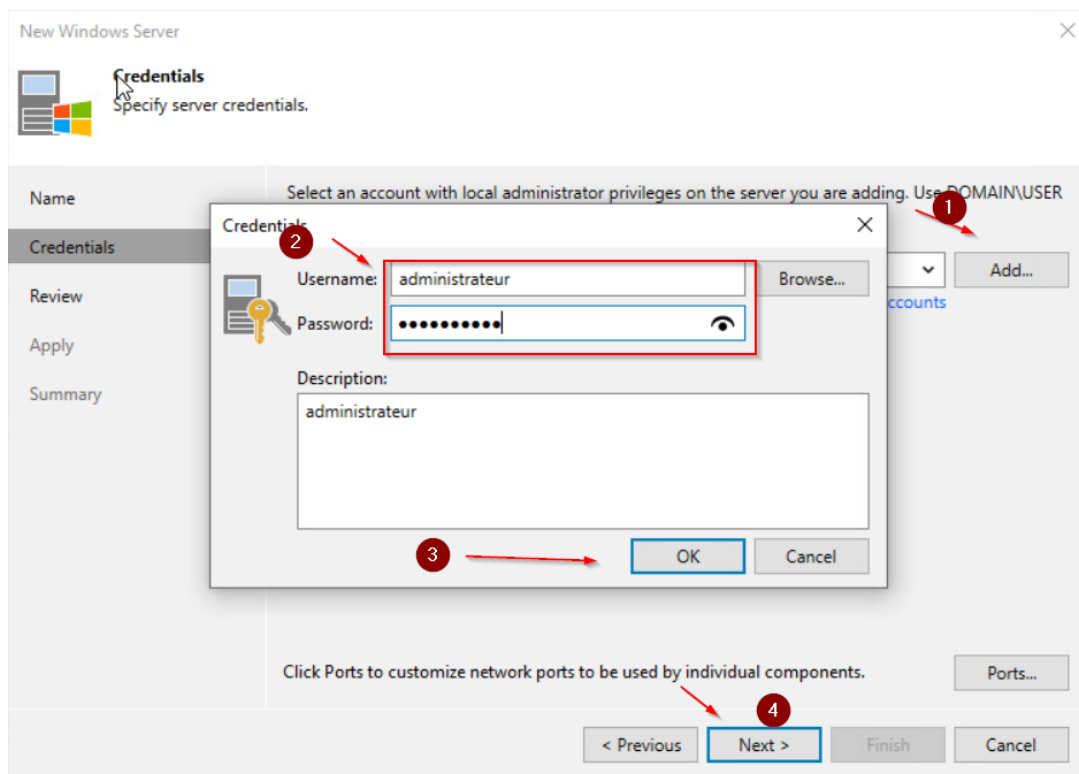 New Windows Server
Credentials
Specify server credentials.
Name
Credentials
Review
Apply
Summary
Select an account with local administrator privileges on the server you are adding. Use DOMAIN\USER
1
Add...
Credentials
2
Username:
administrateur
Browse...
Password:
●●●●●●●●●●
Description:
administrateur
3
OK
Cancel
Click Ports to customize network ports to be used by individual components.
Ports...
4
< Previous
Next >
Finish
Cancel